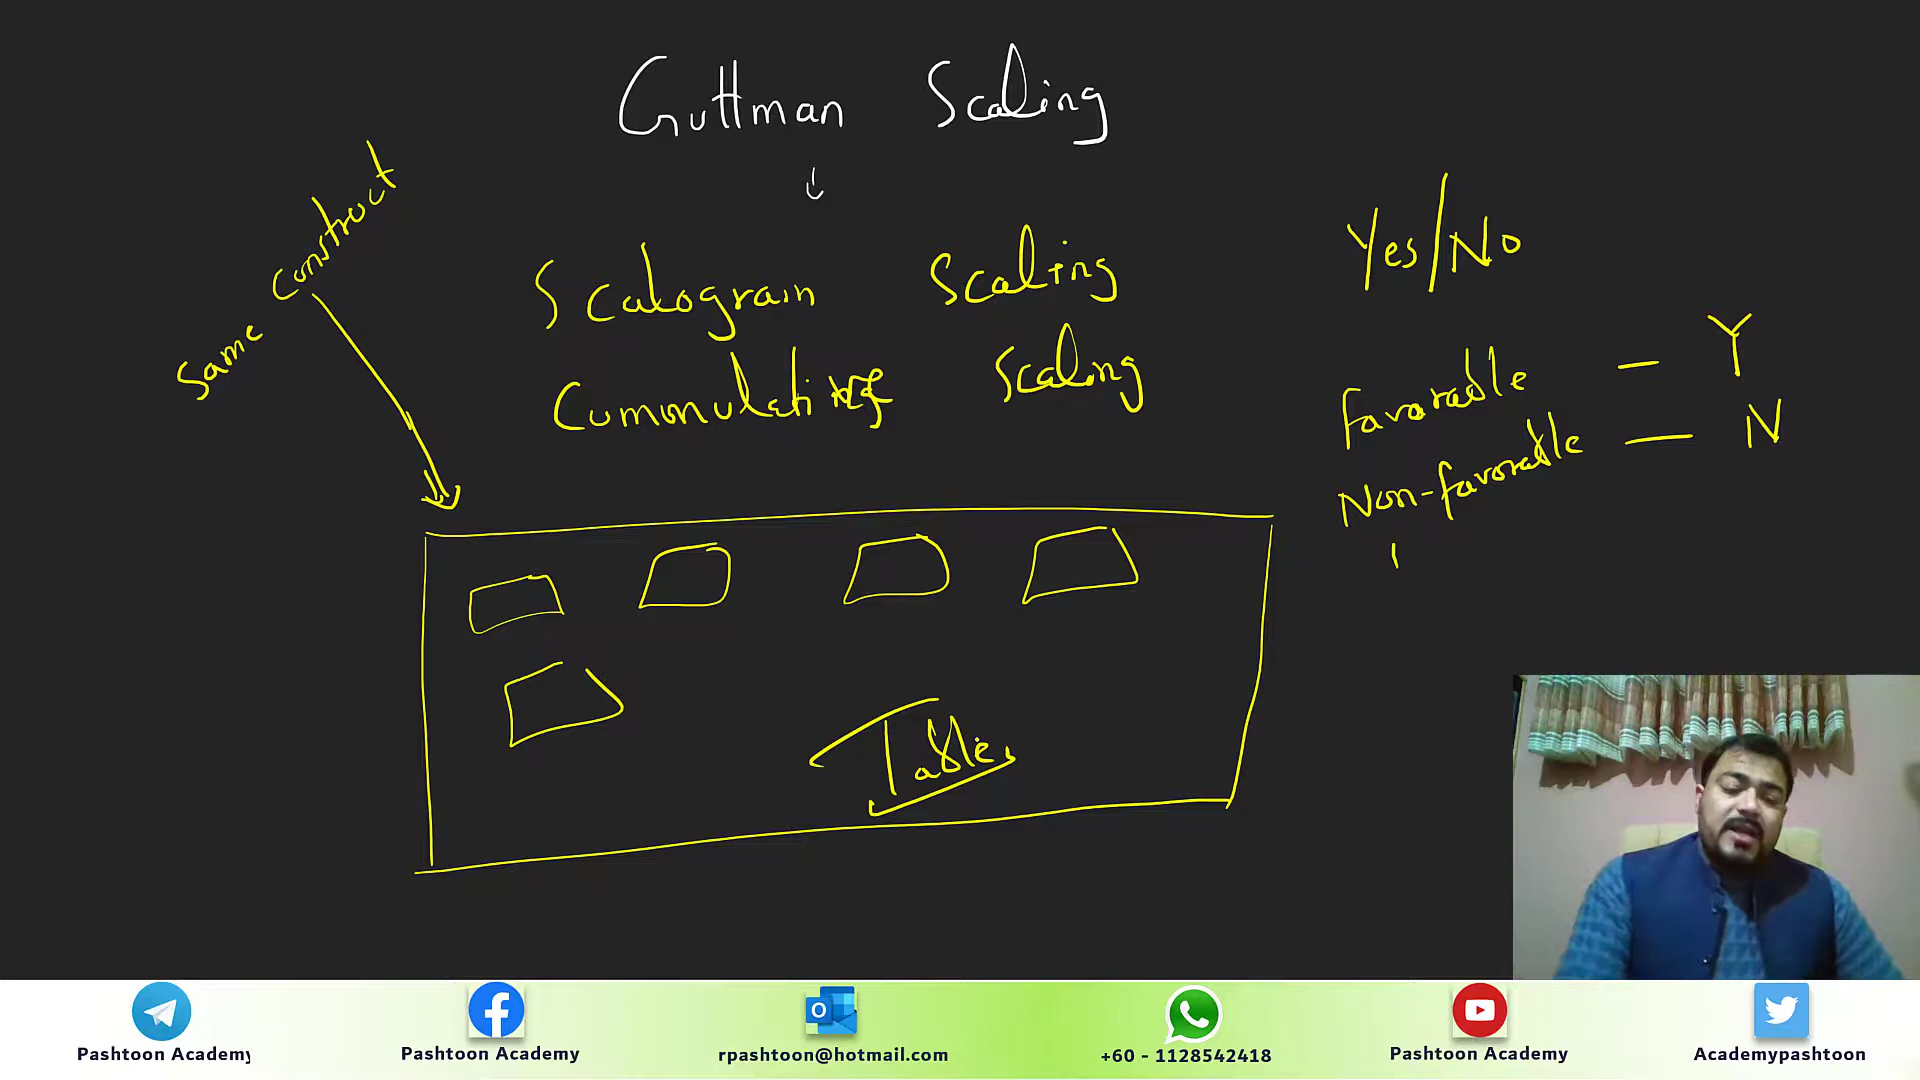 Guttman Scaling
Scalogram Scaling
Cummulative Scaling
Same Construct
Yes/No
favorable — Y
Non-favorable — N
Tables
Pashtoon Academy
Pashtoon Academy
rpashtoon@hotmail.com
+60 - 1128542418
Pashtoon Academy
Academypashtoon